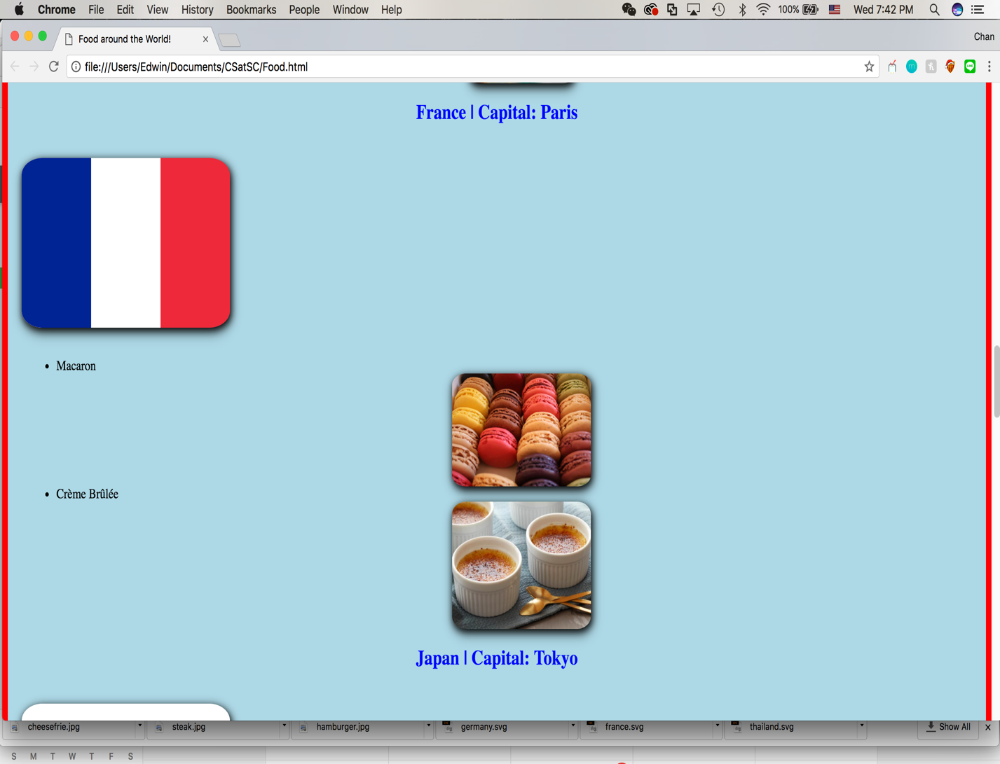 Chrome File Edit View History Bookmarks People Window Help 100% Wed 7:42 PM
Food around the World!
Chan
file:///Users/Edwin/Documents/CSatSC/Food.html
France | Capital: Paris
• Macaron
• Crème Brûlée
Japan | Capital: Tokyo
cheesefrie.jpg steak.jpg hamburger.jpg germany.svg france.svg thailand.svg Show All
S M T W T F S